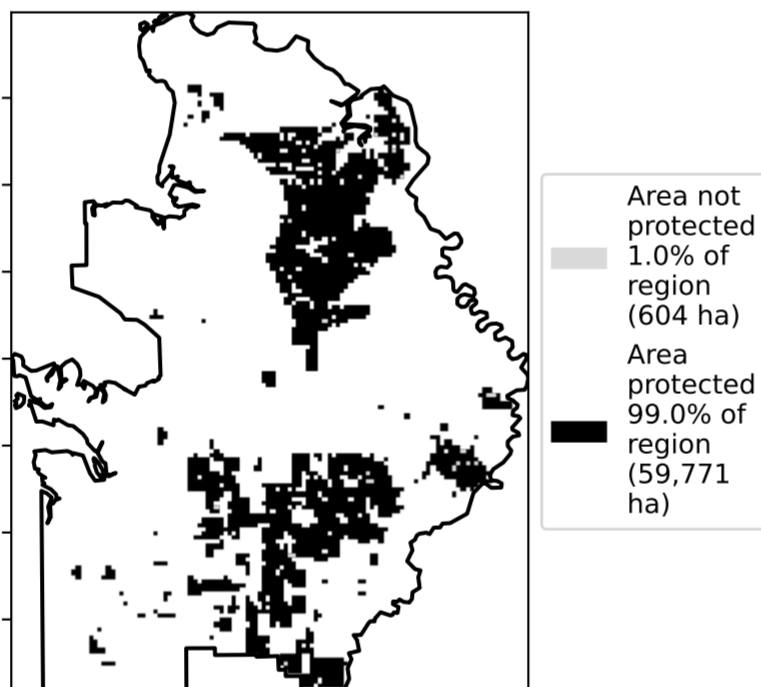 Area not
protected
1.0% of
region
(604 ha)
Area
protected
99.0% of
region
(59,771
ha)